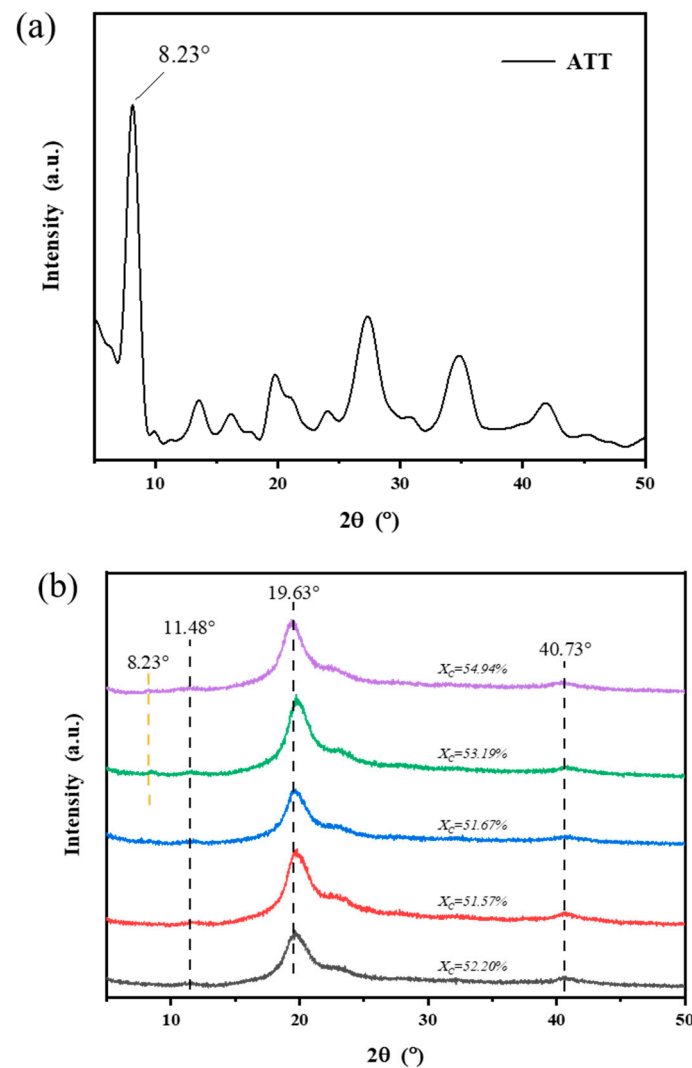 (a)
8.23°
ATT
Intensity (a.u.)
10 20 30 40 50
2θ (°)
(b)
19.63°
11.48°
40.73°
8.23°
X_C=54.94%
X_C=53.19%
X_C=51.67%
X_C=51.57%
X_C=52.20%
Intensity (a.u.)
10 20 30 40 50
2θ (°)